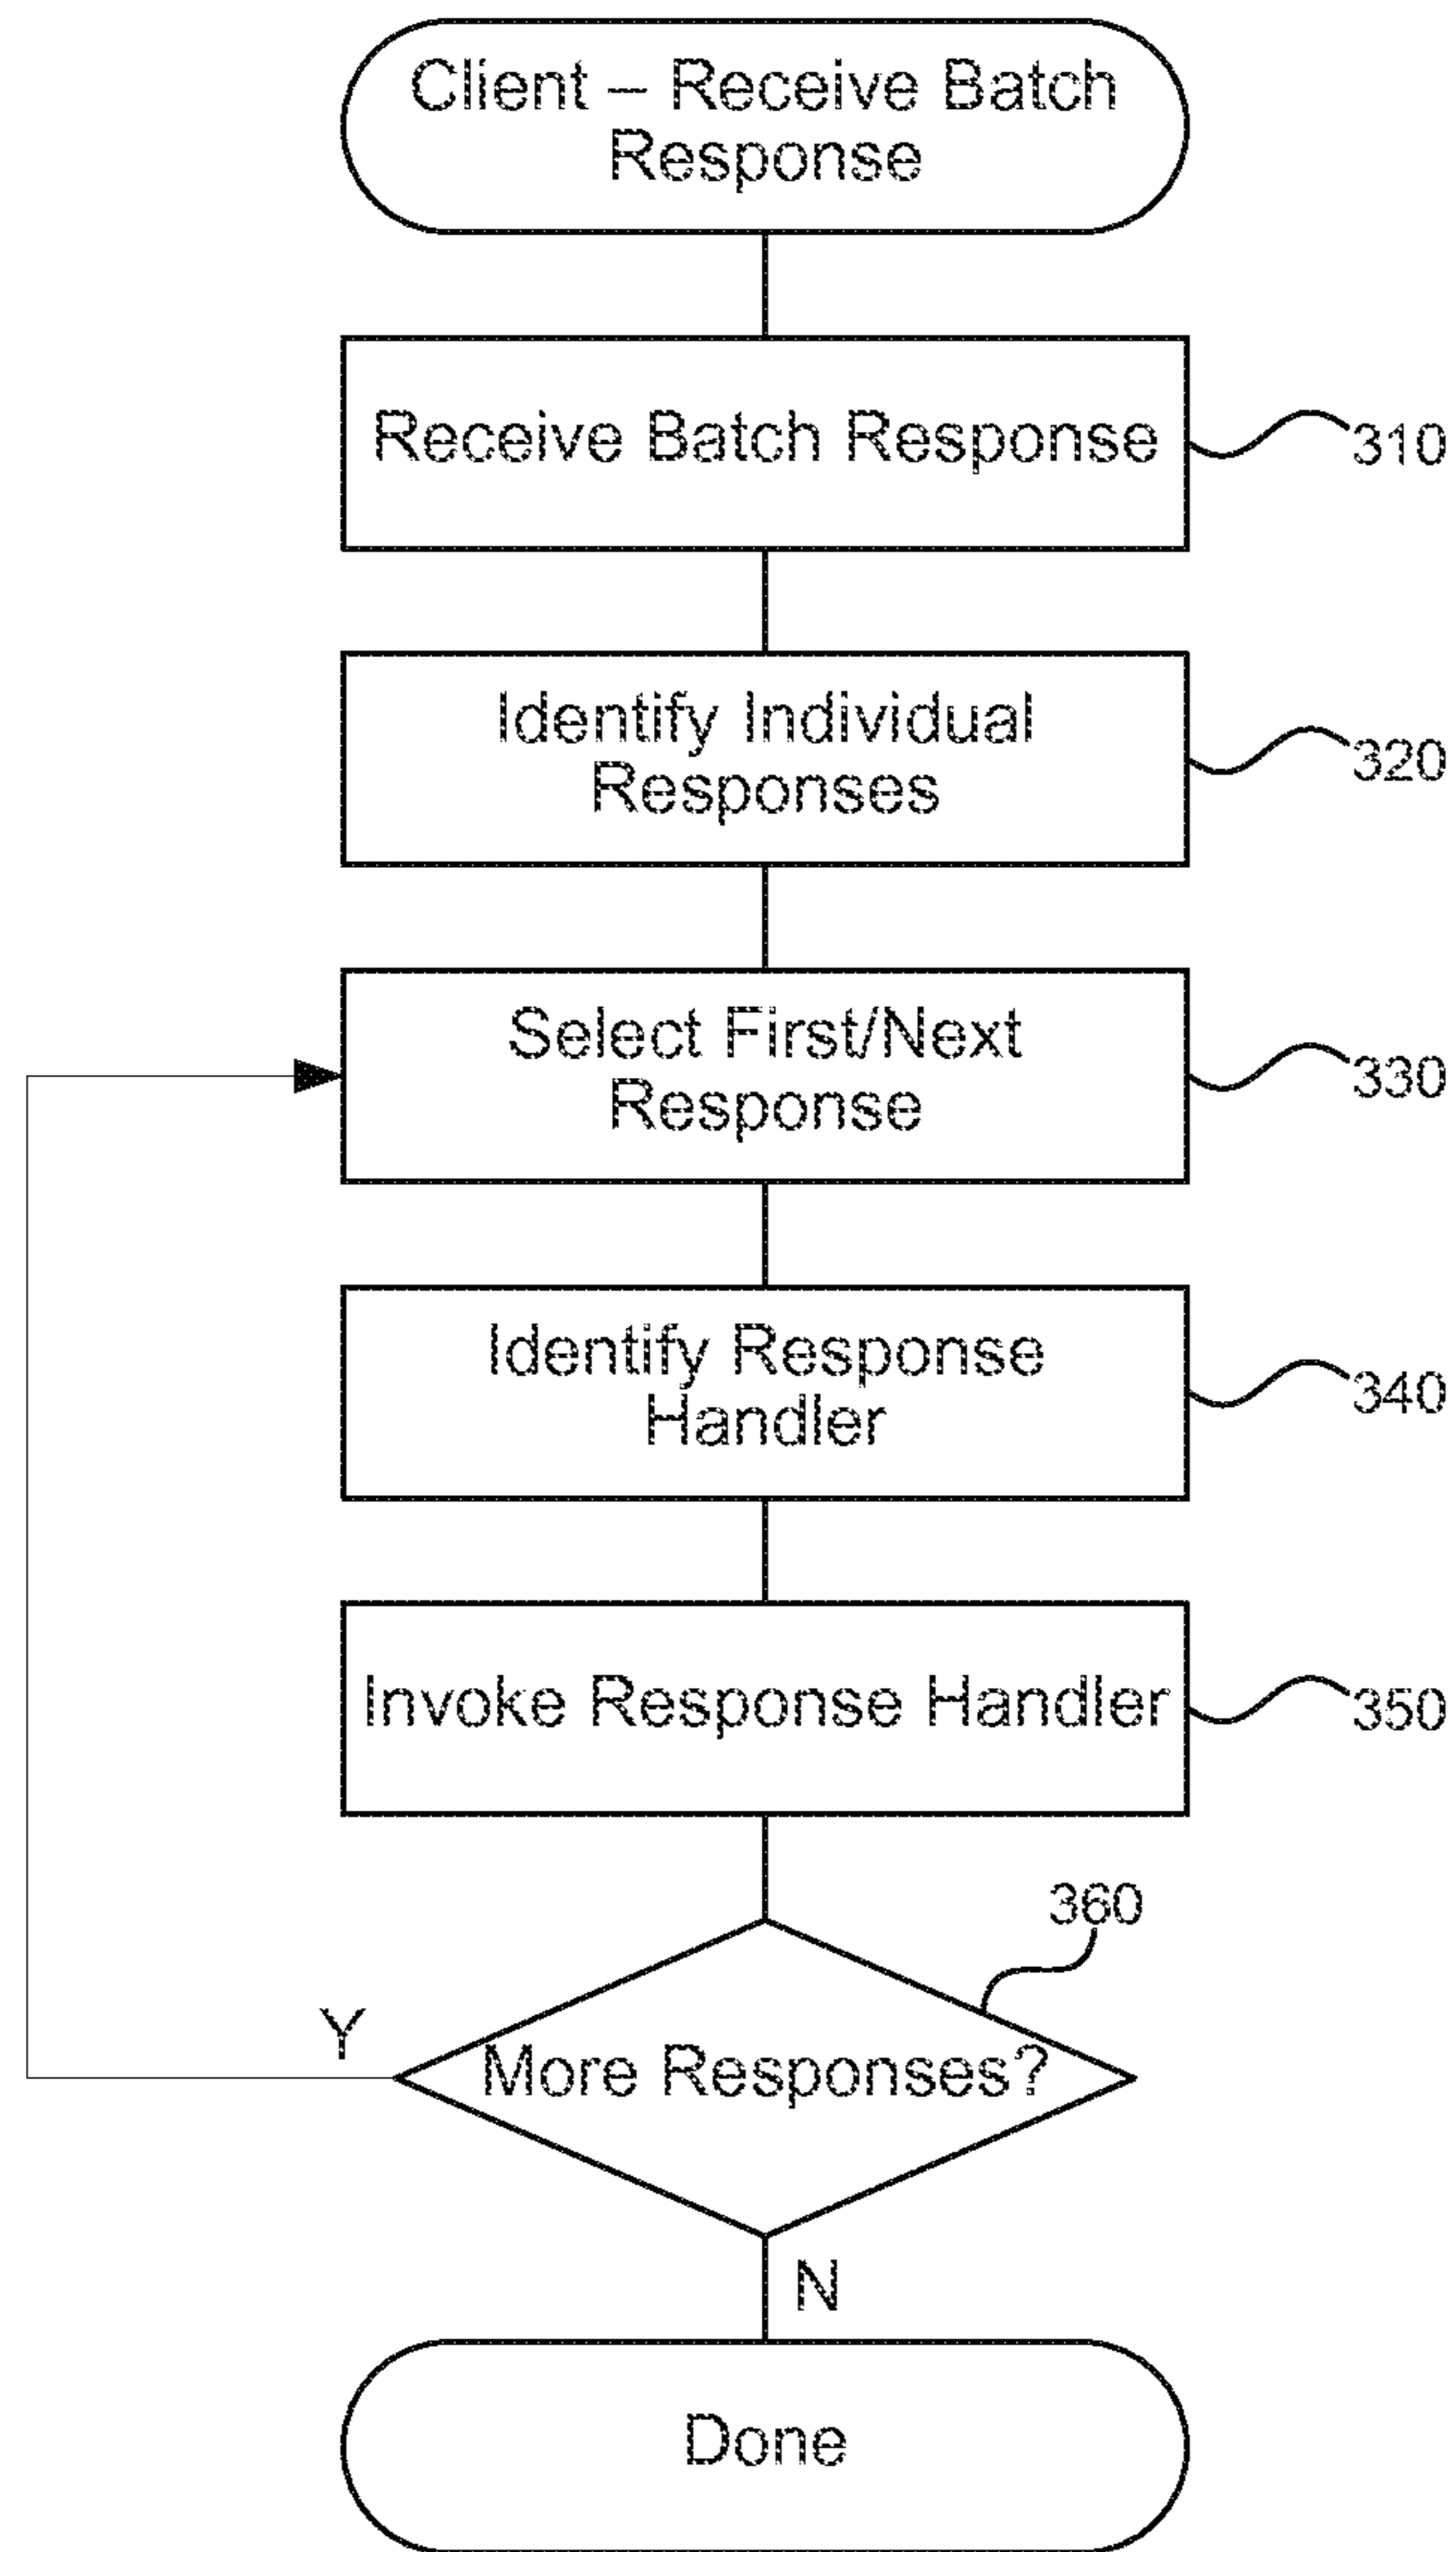 Client – Receive Batch
Response
Receive Batch Response
310
Identify Individual
Responses
320
Select First/Next
Response
330
Identify Response
Handler
340
Invoke Response Handler
350
360
Y
More Responses?
N
Done